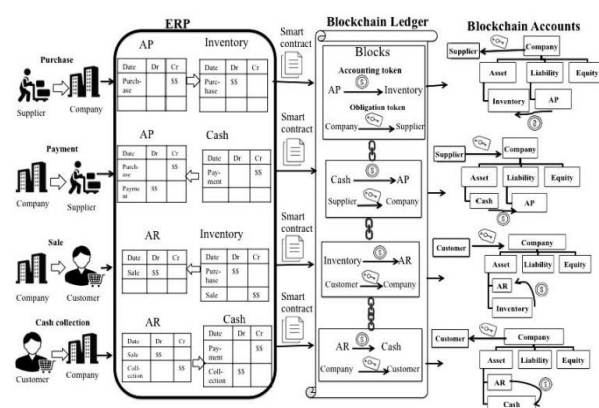 ERP
Blockchain Ledger
Blockchain Accounts
Purchase
Supplier
Company
AP
Date Dr Cr
Purch-
ase
$$
Inventory
Date Dr Cr
Pur-
chase
$$
Smart
contract
Blocks
Accounting token
AP
Inventory
Obligation token
Company
Supplier
Supplier
Company
Asset
Liability
Equity
Inventory
AP
Payment
Company
Supplier
AP
Date Dr Cr
Purch-
ase
$$
Payme
nt
$$
Cash
Date Dr Cr
Pay-
ment
$$
Smart
contract
Cash
AP
Supplier
Company
Supplier
Company
Asset
Liability
Equity
Cash
AP
Sale
Company
Customer
AR
Date Dr Cr
Sale $$
Inventory
Date Dr Cr
Pur-
chase
$$
Sale $$
Smart
contract
Inventory
AR
Customer
Company
Customer
Company
Asset
Liability
Equity
AR
Inventory
Cash collection
Customer
Company
AR
Date Dr Cr
Sale $$
Coll-
ection
$$
Cash
Date Dr Cr
Pay-
ment
$$
Coll-
ection
$$
Smart
contract
AR
Cash
Company
Customer
Customer
Company
Asset
Liability
Equity
AR
Cash